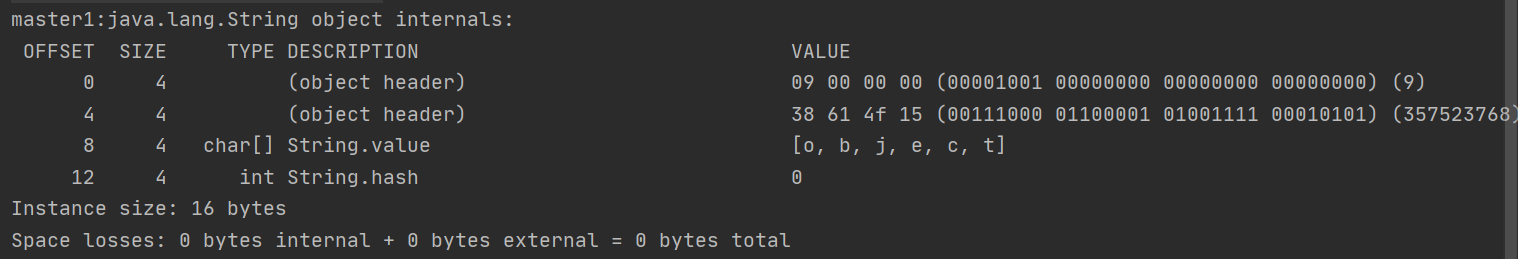 master1:java.lang.String object internals:
 OFFSET  SIZE     TYPE DESCRIPTION                               VALUE
      0     4          (object header)                           09 00 00 00 (00001001 00000000 00000000 00000000) (9)
      4     4          (object header)                           38 61 4f 15 (00111000 01100001 01001111 00010101) (357523768)
      8     4   char[] String.value                              [o, b, j, e, c, t]
     12     4      int String.hash                               0
Instance size: 16 bytes
Space losses: 0 bytes internal + 0 bytes external = 0 bytes total